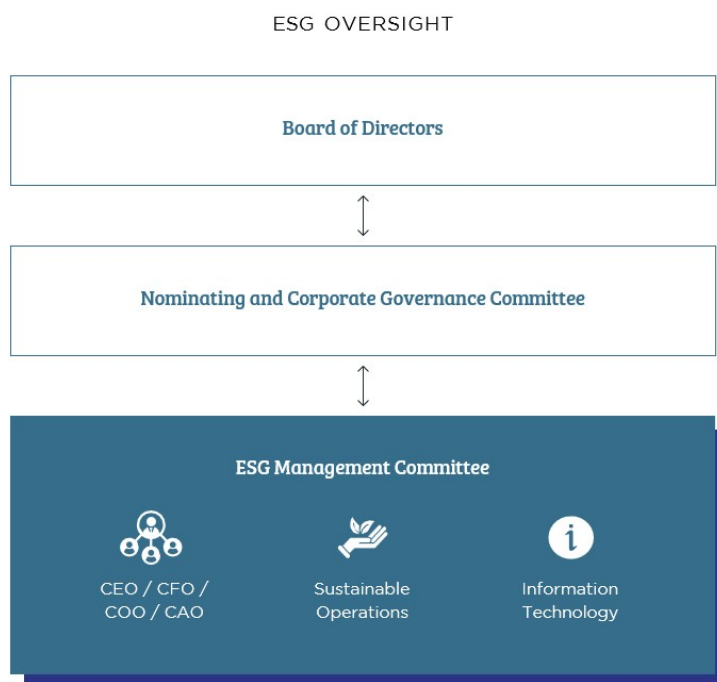 ESG OVERSIGHT
Board of Directors
Nominating and Corporate Governance Committee
ESG Management Committee
CEO / CFO /
COO / CAO
Sustainable
Operations
i
Information
Technology